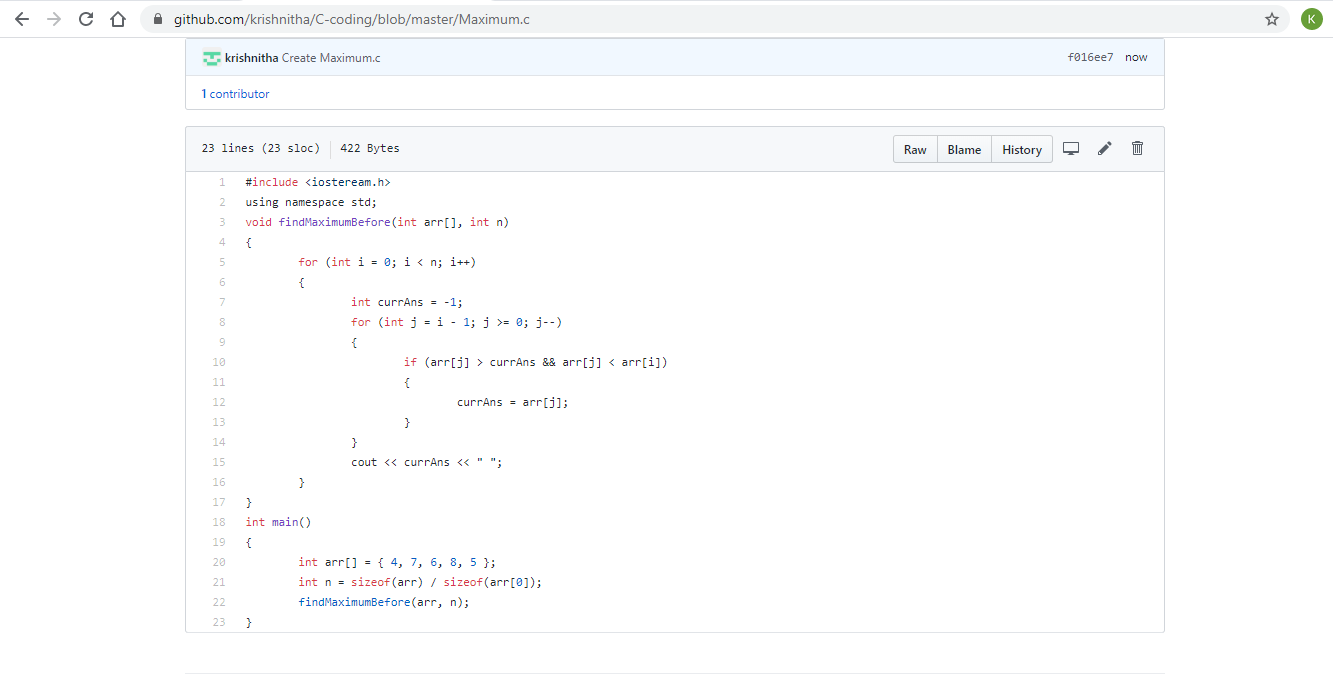 github.com/krishnitha/C-coding/blob/master/Maximum.c
K
krishnitha Create Maximum.c
f016ee7 now
1 contributor
23 lines (23 sloc) 422 Bytes
Raw Blame History
1 #include <iosteream.h>
2 using namespace std;
3 void findMaximumBefore(int arr[], int n)
4 {
5 for (int i = 0; i < n; i++)
6 {
7 int currAns = -1;
8 for (int j = i - 1; j >= 0; j--)
9 {
10 if (arr[j] > currAns && arr[j] < arr[i])
11 {
12 currAns = arr[j];
13 }
14 }
15 cout << currAns << " ";
16 }
17 }
18 int main()
19 {
20 int arr[] = { 4, 7, 6, 8, 5 };
21 int n = sizeof(arr) / sizeof(arr[0]);
22 findMaximumBefore(arr, n);
23 }